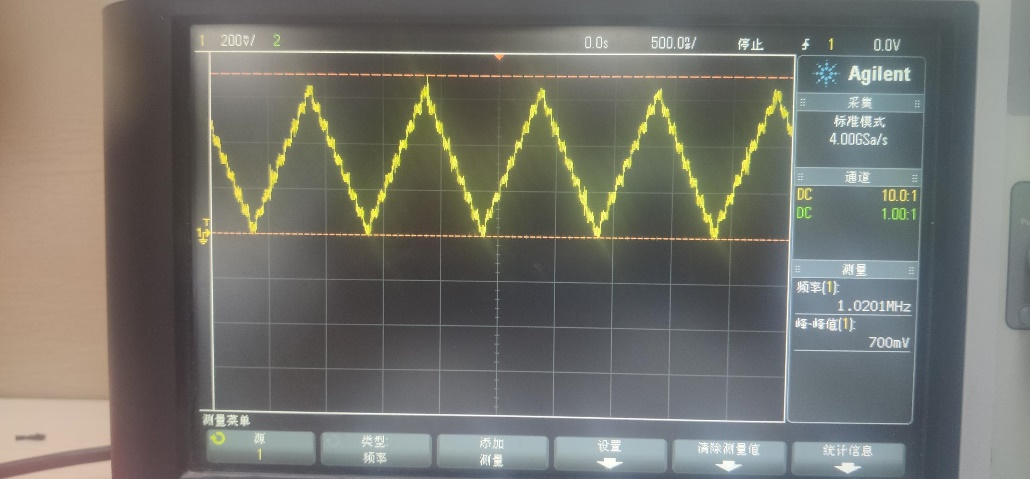 1 200▿/ 2 0.0s 500.0▿/ 停止 1 0.0V
Agilent
采集
标准模式
4.00GSa/s
通道
DC 10.0:1
DC 1.00:1
测量
频率(1):
1.0201MHz
峰-峰值(1):
700mV
测量菜单
源
1
类型:
频率
添加
测量
设置
清除测量值
统计信息